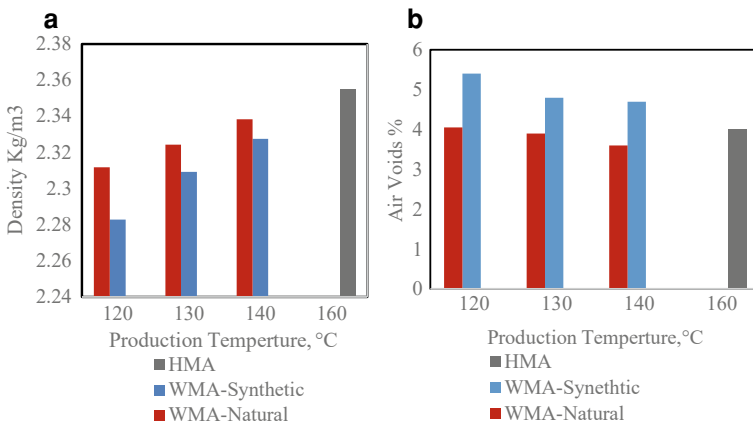 a
2.38
2.36
2.34
2.32
2.3
2.28
2.26
2.24
Density Kg/m3
120 130 140 160
Production Temperture, °C
HMA
WMA-Synthetic
WMA-Natural
b
6
5
4
3
2
1
0
Air Voids %
120 130 140 160
Production Temperture,°C
HMA
WMA-Synethtic
WMA-Natural